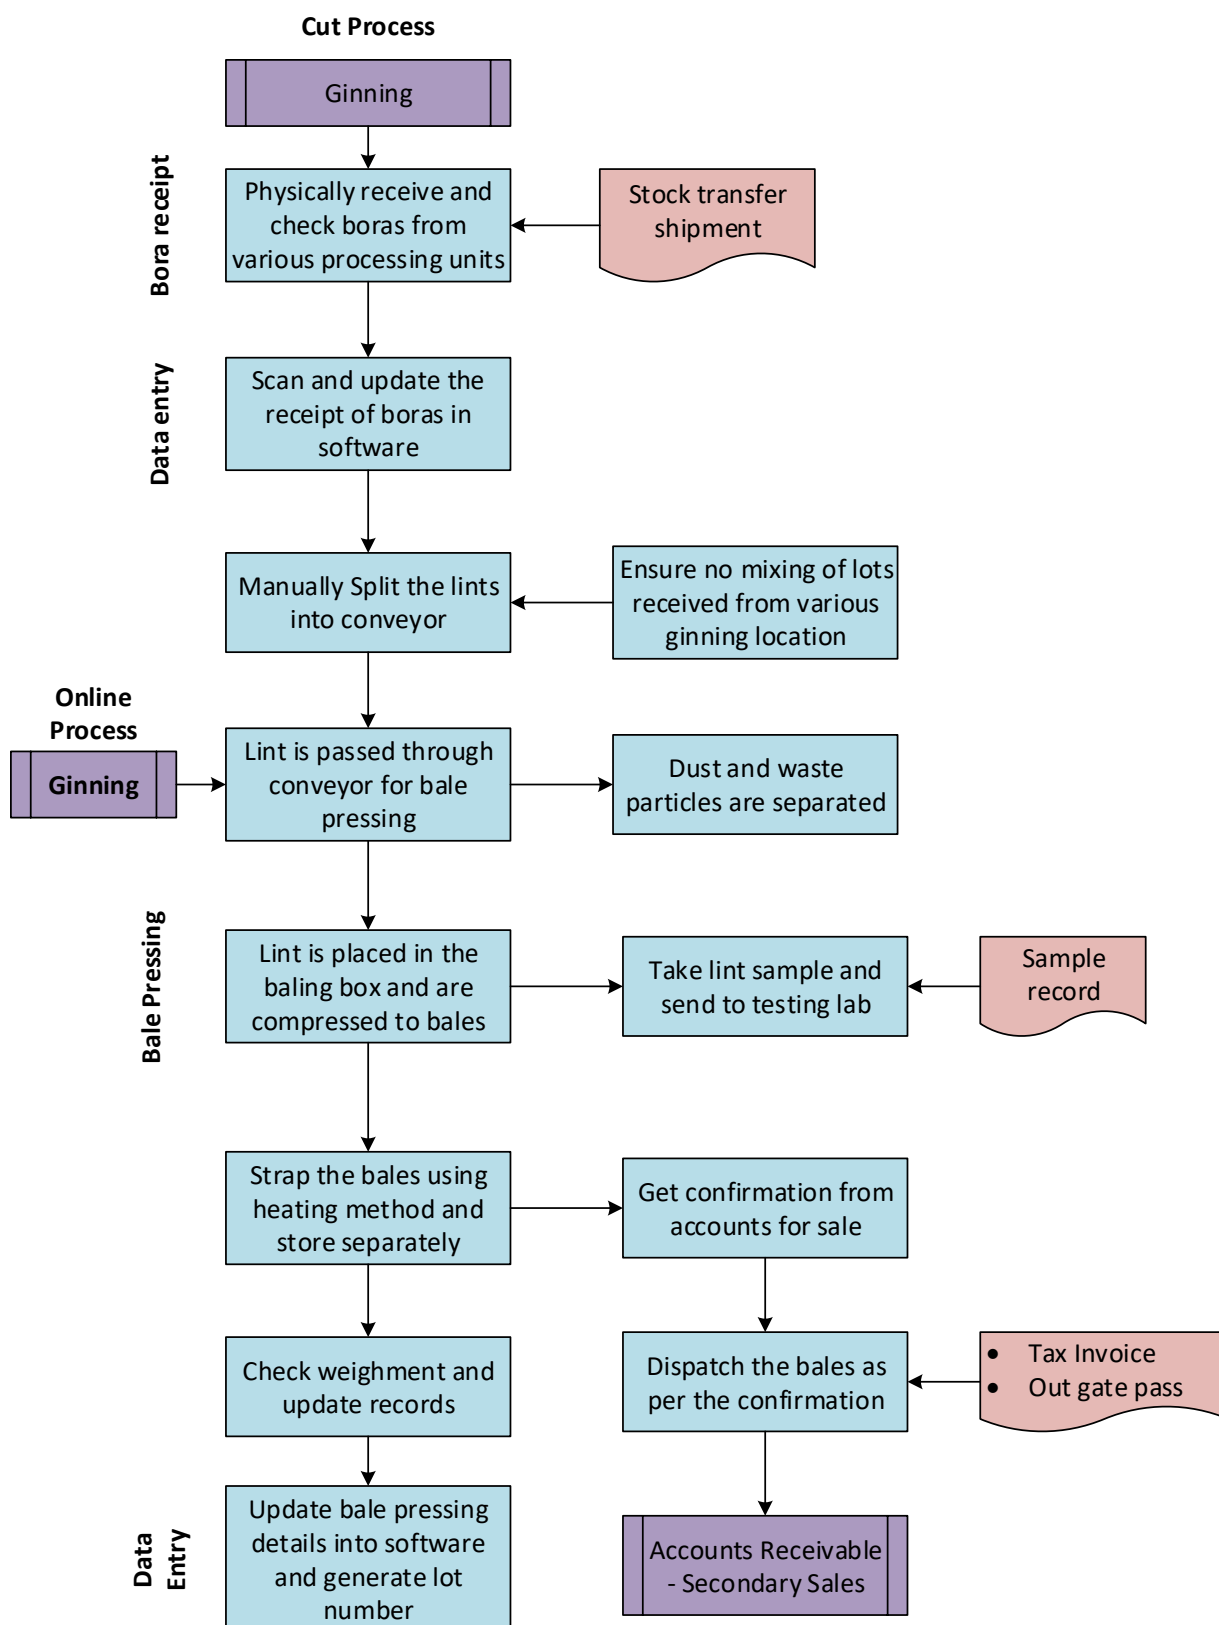 Cut Process
Ginning
Bora receipt
Physically receive and
check boras from
various processing units
Stock transfer
shipment
Data entry
Scan and update the
receipt of boras in
software
Manually Split the lints
into conveyor
Ensure no mixing of lots
received from various
ginning location
Online
Process
Ginning
Lint is passed through
conveyor for bale
pressing
Dust and waste
particles are separated
Bale Pressing
Lint is placed in the
baling box and are
compressed to bales
Take lint sample and
send to testing lab
Sample
record
Strap the bales using
heating method and
store separately
Get confirmation from
accounts for sale
Check weighment and
update records
Dispatch the bales as
per the confirmation
• Tax Invoice
• Out gate pass
Data
Entry
Update bale pressing
details into software
and generate lot
number
Accounts Receivable
- Secondary Sales